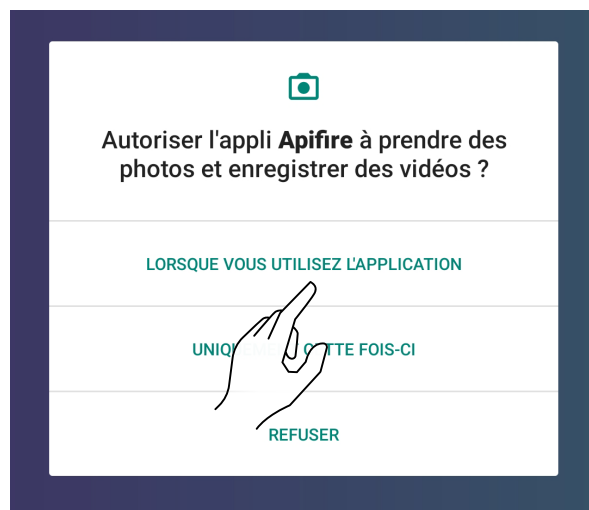 Autoriser l'appli Apifire à prendre des
photos et enregistrer des vidéos ?
LORSQUE VOUS UTILISEZ L'APPLICATION
FOIS-CI
REFUSER